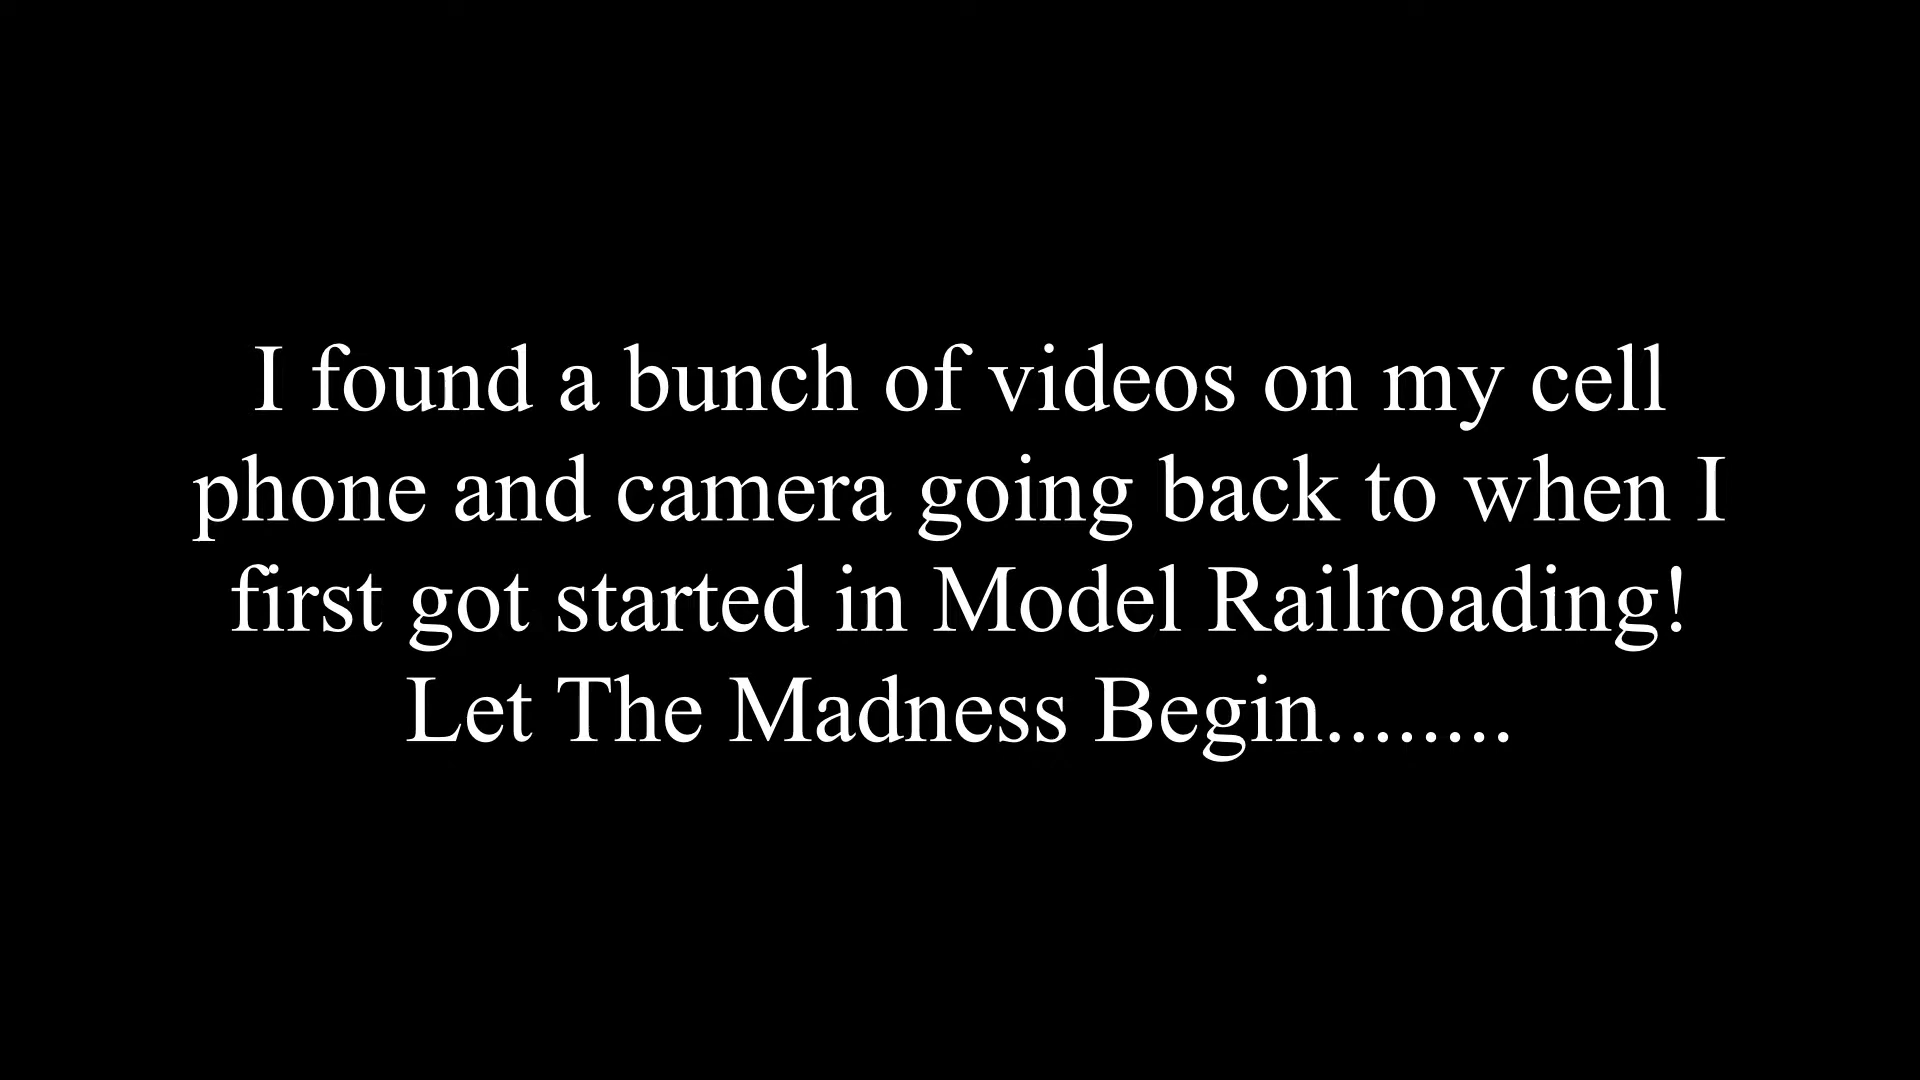 I found a bunch of videos on my cell
phone and camera going back to when I
first got started in Model Railroading!
Let The Madness Begin........